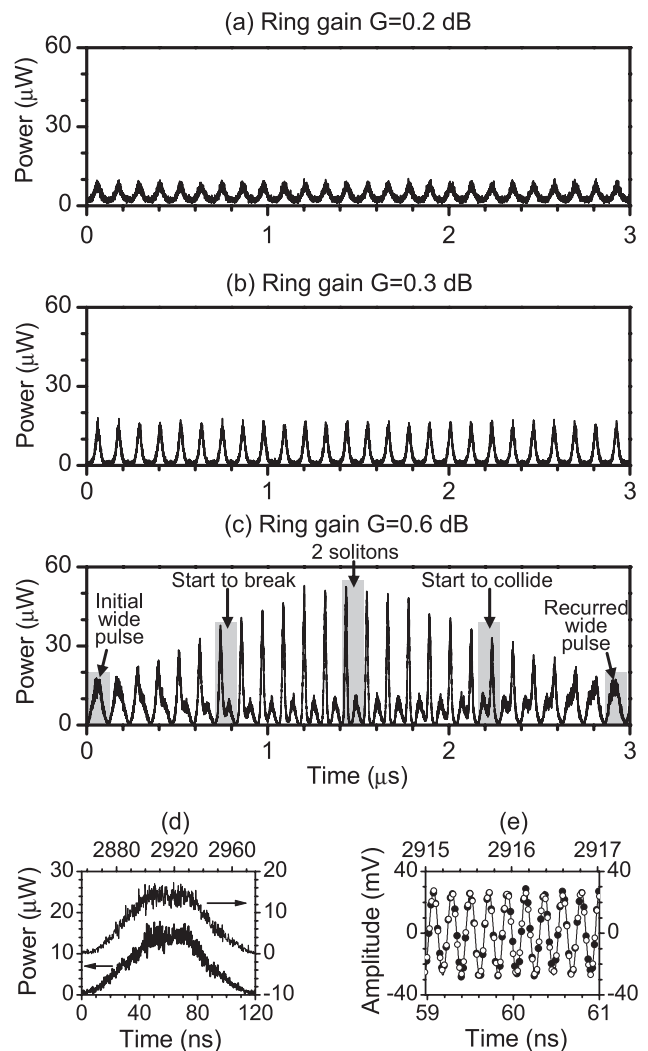 (a) Ring gain G=0.2 dB
60
30
0
Power (μW)
0 1 2 3
(b) Ring gain G=0.3 dB
60
30
0
Power (μW)
0 1 2 3
(c) Ring gain G=0.6 dB
2 solitons
60
30
0
Power (μW)
Start to break
Start to collide
Initial
wide
pulse
Recurred
wide
pulse
0 1 2 3
Time (μs)
(d)
2880 2920 2960
30
20
10
0
Power (μW)
20
10
0
-10
0 40 80 120
Time (ns)
(e)
2915 2916 2917
40
0
-40
Amplitude (mV)
40
0
-40
59 60 61
Time (ns)